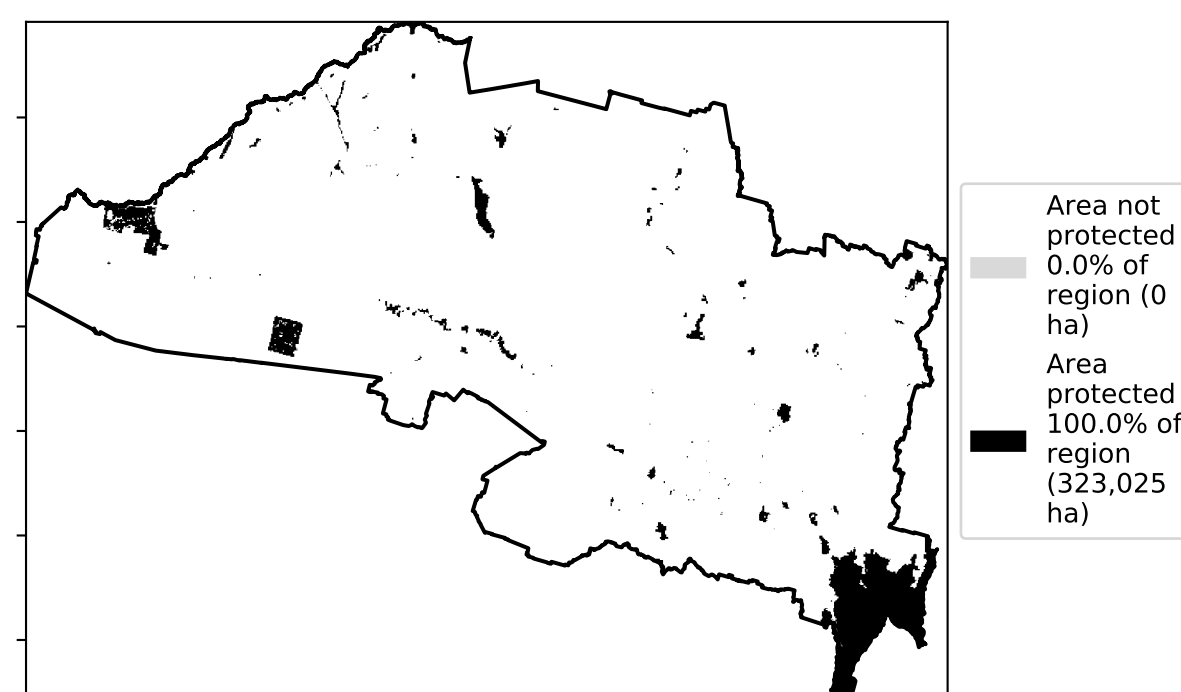 Area not
protected
0.0% of
region (0
ha)
Area
protected
100.0% of
region
(323,025
ha)